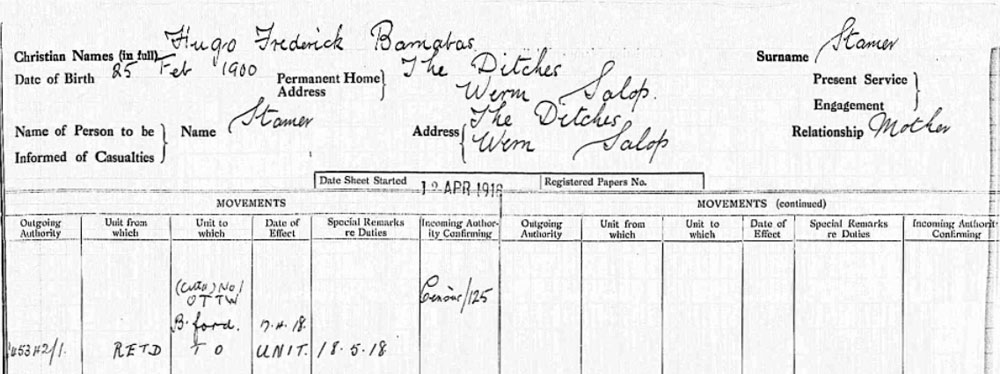 Christian Names (in full) Hugo Frederick Barnabas Surname Stamer
Date of Birth 25 Feb 1900 Permanent Home Address } The Ditches Wem Salop. Present Service Engagement }
Name of Person to be Informed of Casualties } Name Stamer Address { The Ditches, Wem Salop Relationship Mother
Date Sheet Started 12 APR 1918 Registered Papers No.
MOVEMENTS MOVEMENTS (continued)
Outgoing Authority Unit from which Unit to which Date of Effect Special Remarks re Duties Incoming Authority Confirming Outgoing Authority Unit from which Unit to which Date of Effect Special Remarks re Duties Incoming Authority Confirming
No 1 /125
O T T W
B. ford. 7.4.18.
RETD TO UNIT. 18.5.18